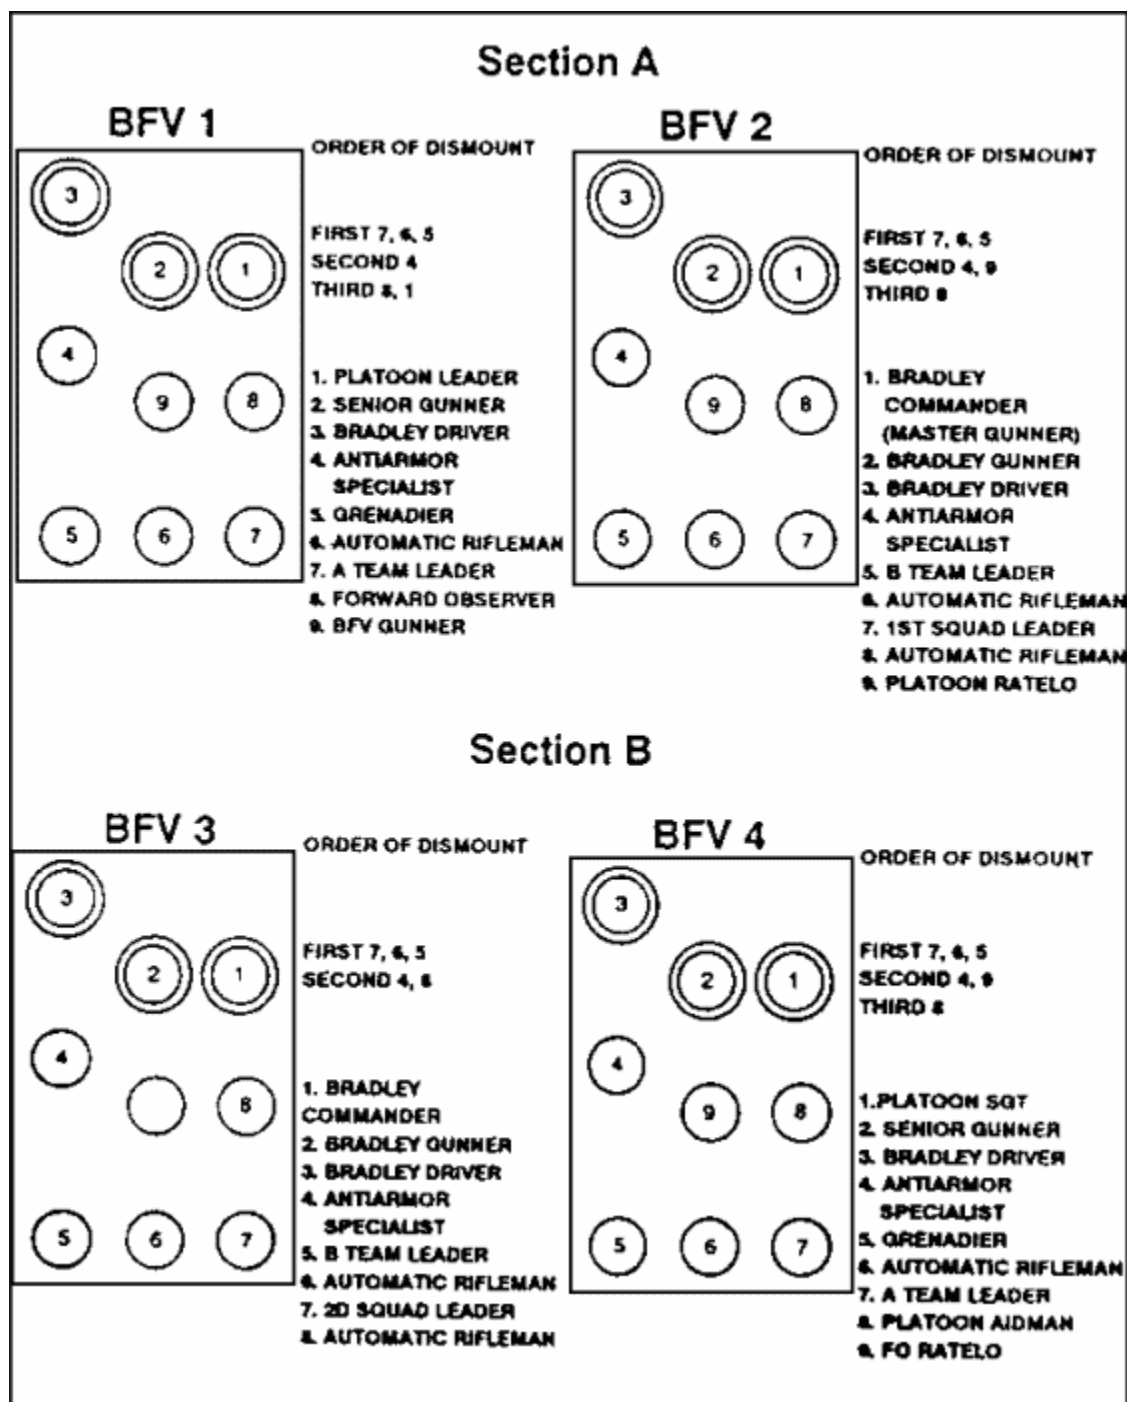 Section A
BFV 1
ORDER OF DISMOUNT
3
2
1
FIRST 7, 6, 5
SECOND 4
THIRD 8, 1
4
9
8
5
6
7
1. PLATOON LEADER
2. SENIOR GUNNER
3. BRADLEY DRIVER
4. ANTIARMOR
SPECIALIST
5. GRENADIER
6. AUTOMATIC RIFLEMAN
7. A TEAM LEADER
8. FORWARD OBSERVER
9. BFV GUNNER
BFV 2
ORDER OF DISMOUNT
3
2
1
FIRST 7, 6, 5
SECOND 4, 9
THIRD 8
4
9
8
5
6
7
1. BRADLEY
COMMANDER
(MASTER GUNNER)
2. BRADLEY GUNNER
3. BRADLEY DRIVER
4. ANTIARMOR
SPECIALIST
5. B TEAM LEADER
6. AUTOMATIC RIFLEMAN
7. 1ST SQUAD LEADER
8. AUTOMATIC RIFLEMAN
9. PLATOON RATELO
Section B
BFV 3
ORDER OF DISMOUNT
3
2
1
FIRST 7, 6, 5
SECOND 4, 8
4
8
5
6
7
1. BRADLEY
COMMANDER
2. BRADLEY GUNNER
3. BRADLEY DRIVER
4. ANTIARMOR
SPECIALIST
5. B TEAM LEADER
6. AUTOMATIC RIFLEMAN
7. 2D SQUAD LEADER
8. AUTOMATIC RIFLEMAN
BFV 4
ORDER OF DISMOUNT
3
2
1
FIRST 7, 6, 5
SECOND 4, 9
THIRD 8
4
9
8
5
6
7
1.PLATOON SGT
2. SENIOR GUNNER
3. BRADLEY DRIVER
4. ANTIARMOR
SPECIALIST
5. GRENADIER
6. AUTOMATIC RIFLEMAN
7. A TEAM LEADER
8. PLATOON AIDMAN
9. FO RATELO